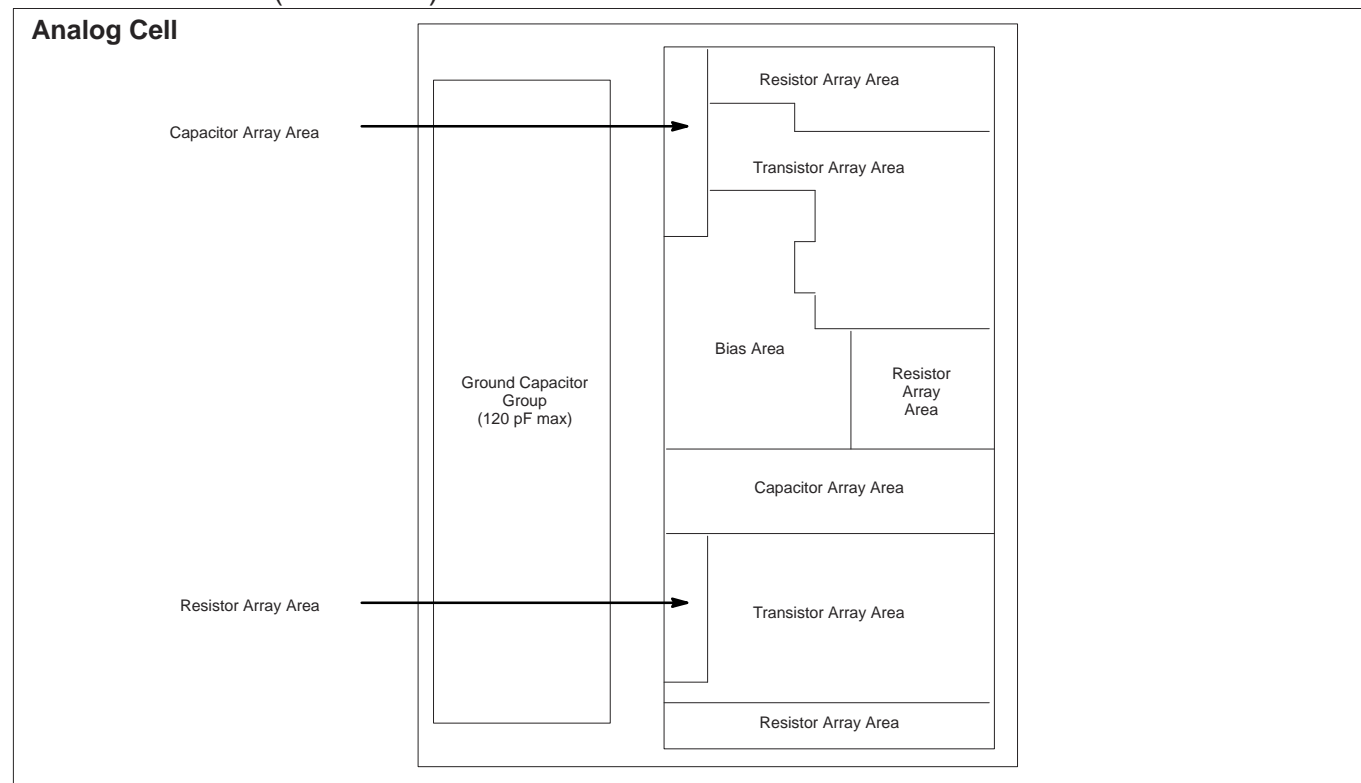 Analog Cell
Resistor Array Area
Capacitor Array Area
Transistor Array Area
Bias Area
Resistor
Array
Area
Ground Capacitor
Group
(120 pF max)
Capacitor Array Area
Resistor Array Area
Transistor Array Area
Resistor Array Area